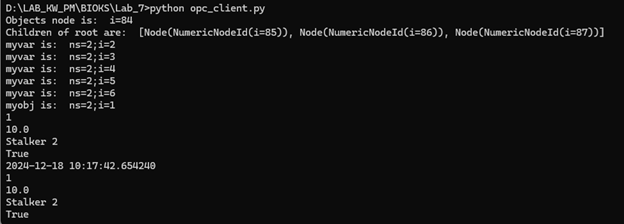 D:\LAB_KW_PM\BIOKS\Lab_7>python opc_client.py
Objects node is:  i=84
Children of root are:  [Node(NumericNodeId(i=85)), Node(NumericNodeId(i=86)), Node(NumericNodeId(i=87))]
myvar is:  ns=2;i=2
myvar is:  ns=2;i=3
myvar is:  ns=2;i=4
myvar is:  ns=2;i=5
myvar is:  ns=2;i=6
myobj is:  ns=2;i=1
1
10.0
Stalker 2
True
2024-12-18 10:17:42.654240
1
10.0
Stalker 2
True